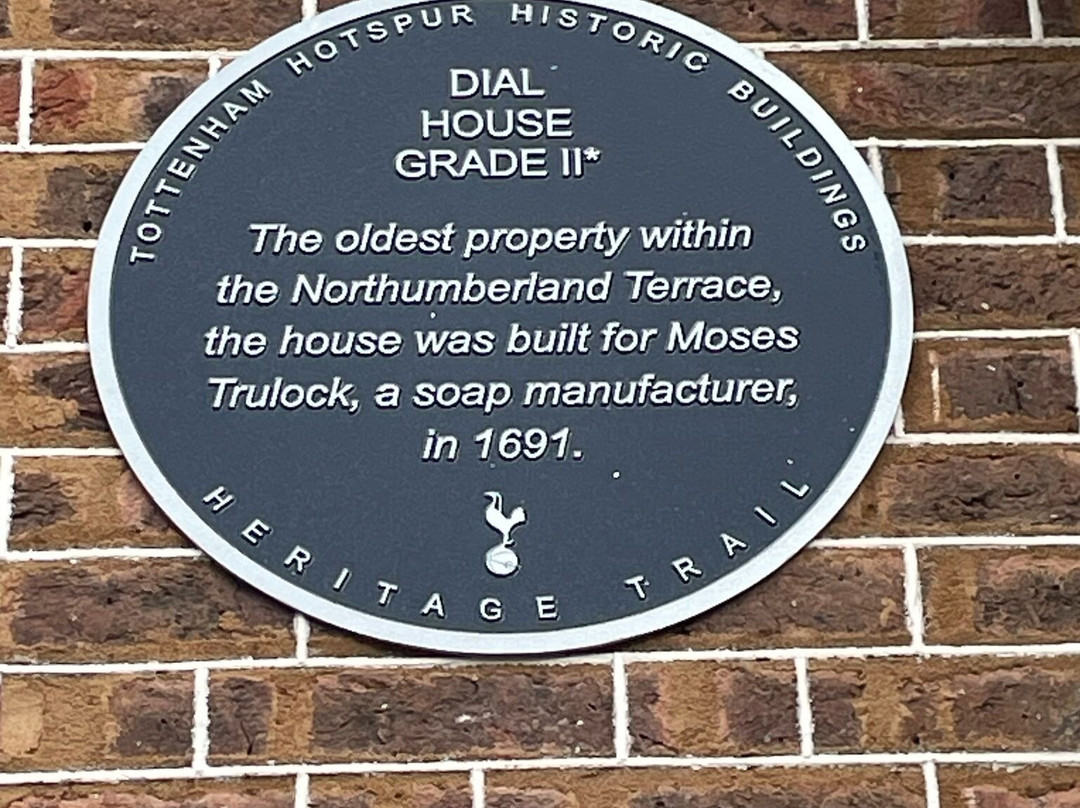 TOTTENHAM HOTSPUR HISTORIC BUILDINGS
DIAL
HOUSE
GRADE II*
The oldest property within
the Northumberland Terrace,
the house was built for Moses
Trulock, a soap manufacturer,
in 1691.
HERITAGE TRAIL